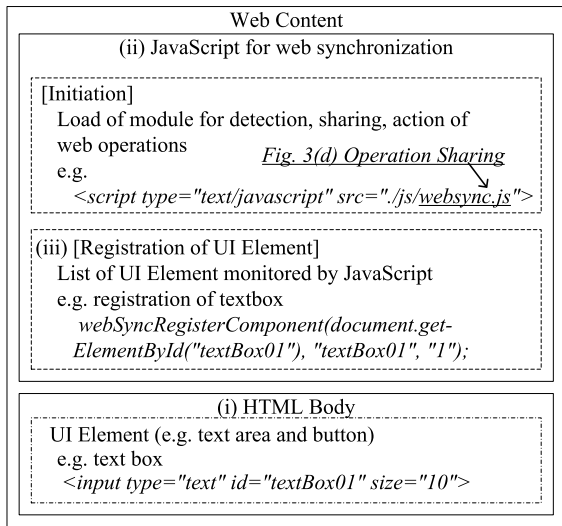 Web Content
(ii) JavaScript for web synchronization
[Initiation]
Load of module for detection, sharing, action of
web operations
e.g.
Fig. 3(d) Operation Sharing
<script type="text/javascript" src="./js/websync.js">
(iii) [Registration of UI Element]
List of UI Element monitored by JavaScript
e.g. registration of textbox
webSyncRegisterComponent(document.get-
ElementById("textBox01"), "textBox01", "1");
(i) HTML Body
UI Element (e.g. text area and button)
e.g. text box
<input type="text" id="textBox01" size="10">